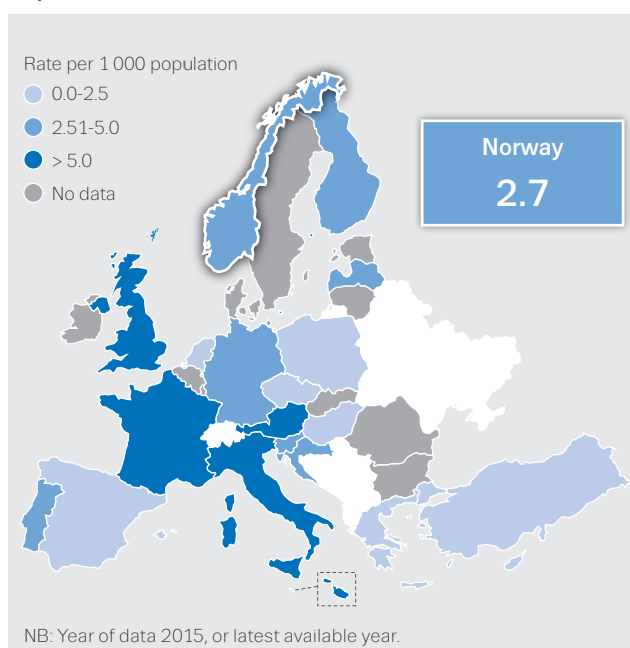 Rate per 1 000 population
0.0-2.5
2.51-5.0
> 5.0
No data
Norway
2.7
NB: Year of data 2015, or latest available year.